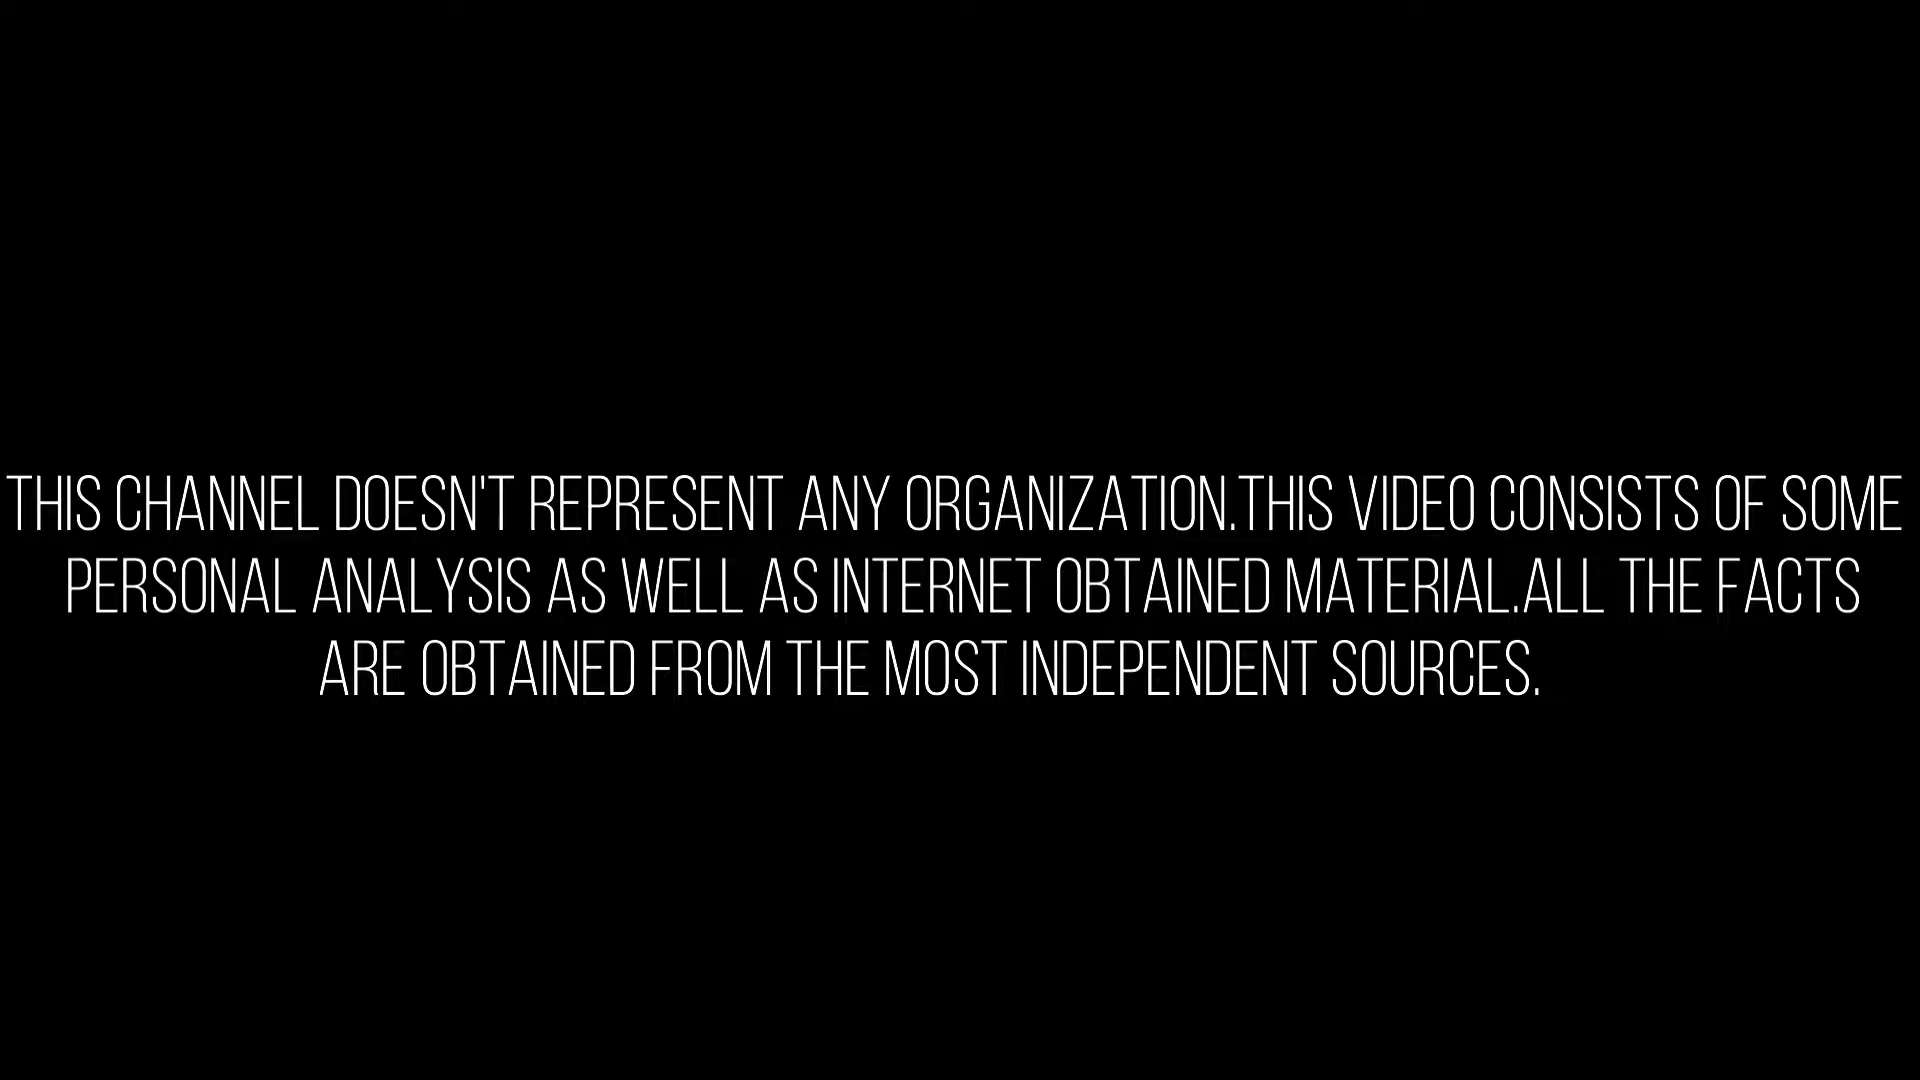 THIS CHANNEL DOESN'T REPRESENT ANY ORGANIZATION.THIS VIDEO CONSISTS OF SOME
PERSONAL ANALYSIS AS WELL AS INTERNET OBTAINED MATERIAL.ALL THE FACTS
ARE OBTAINED FROM THE MOST INDEPENDENT SOURCES.